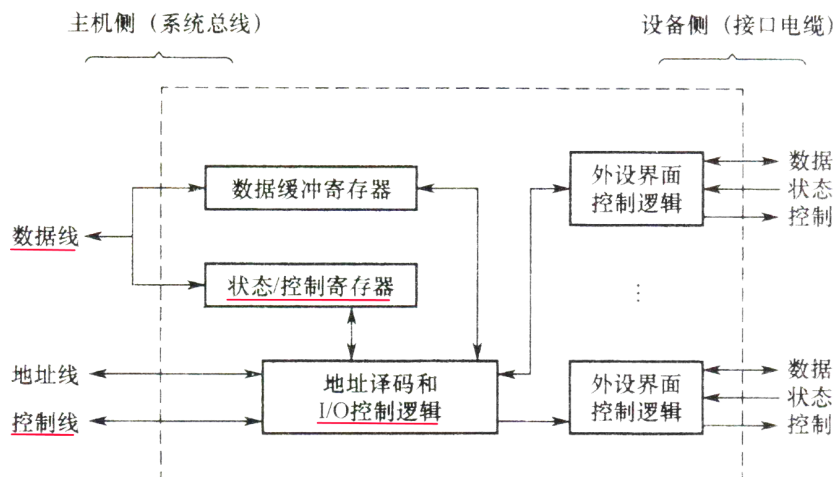 主机侧（系统总线）
设备侧（接口电缆）
数据缓冲寄存器
外设界面
控制逻辑
数据
状态
控制
数据线
状态/控制寄存器
地址线
地址译码和
I/O控制逻辑
外设界面
控制逻辑
数据
状态
控制
控制线